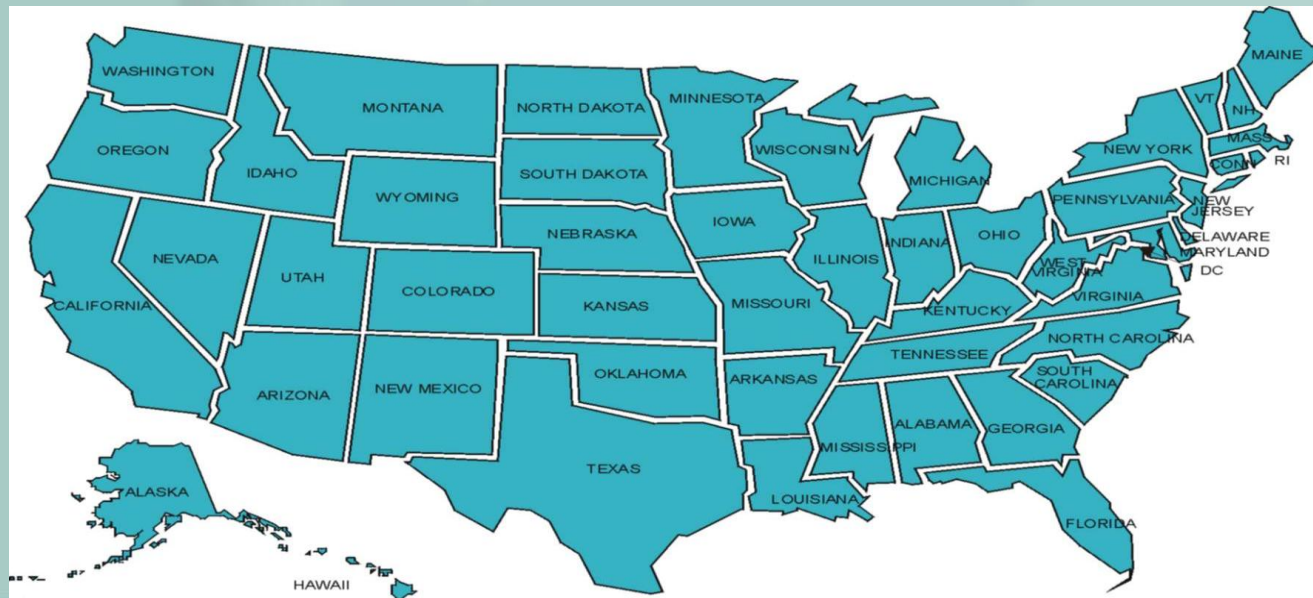 MAINE
WASHINGTON
VT
MONTANA
NORTH DAKOTA
MINNESOTA
NH
MASS
OREGON
WISCONSIN
NEW YORK
RI
CONN
IDAHO
SOUTH DAKOTA
MICHIGAN
WYOMING
PENNSYLVANIA
NEW
JERSEY
IOWA
NEBRASKA
OHIO
INDIANA
DELAWARE
NEVADA
ILLINOIS
WEST
VIRGINIA
MARYLAND
DC
UTAH
COLORADO
CALIFORNIA
KANSAS
MISSOURI
VIRGINIA
KENTUCKY
NORTH CAROLINA
TENNESSEE
SOUTH
CAROLINA
OKLAHOMA
ARKANSAS
NEW MEXICO
ARIZONA
ALABAMA
GEORGIA
MISSISSIPPI
TEXAS
ALASKA
LOUISIANA
FLORIDA
HAWAII